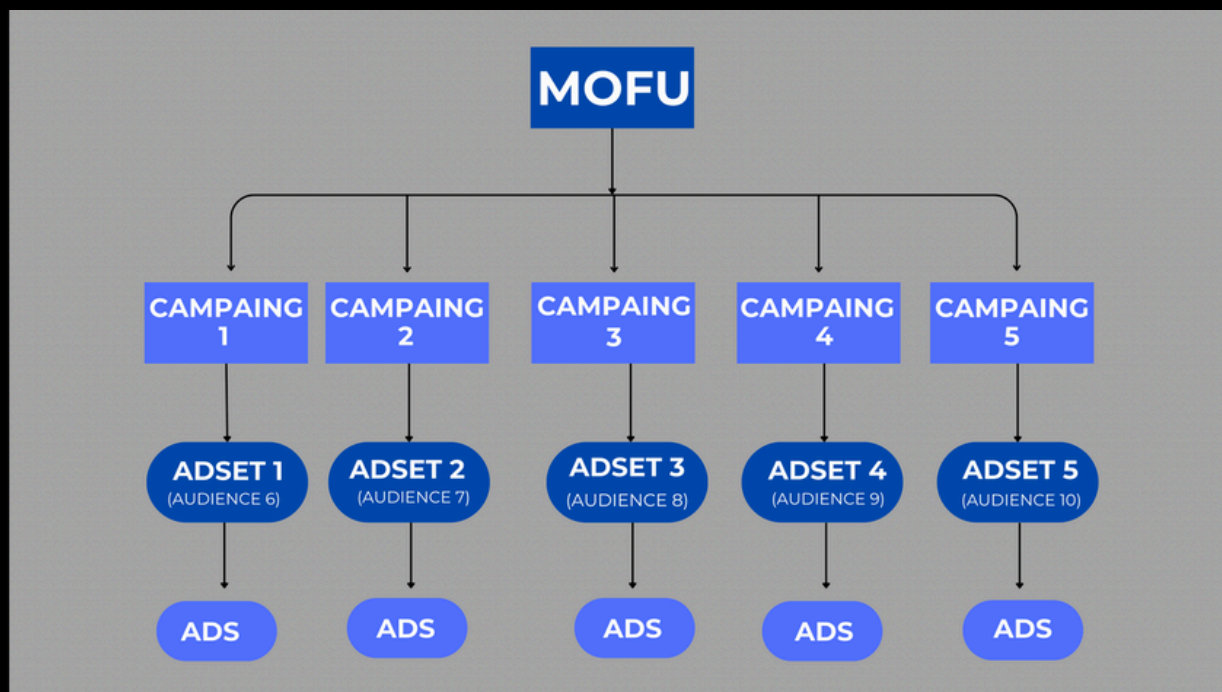 MOFU
CAMPAING
1
CAMPAING
2
CAMPAING
3
CAMPAING
4
CAMPAING
5
ADSET 1
(AUDIENCE 6)
ADSET 2
(AUDIENCE 7)
ADSET 3
(AUDIENCE 8)
ADSET 4
(AUDIENCE 9)
ADSET 5
(AUDIENCE 10)
ADS
ADS
ADS
ADS
ADS